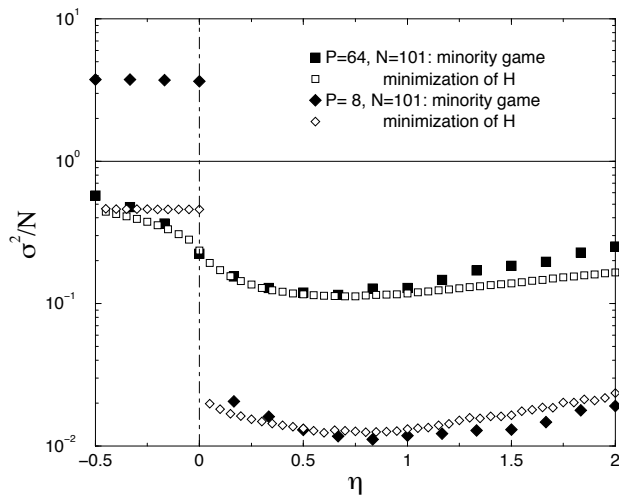 10¹
■ P=64, N=101: minority game
□ minimization of H
◆ P= 8, N=101: minority game
◇ minimization of H
10⁰
σ²/N
10⁻¹
10⁻²
−0.5 0 0.5 1 1.5 2
η